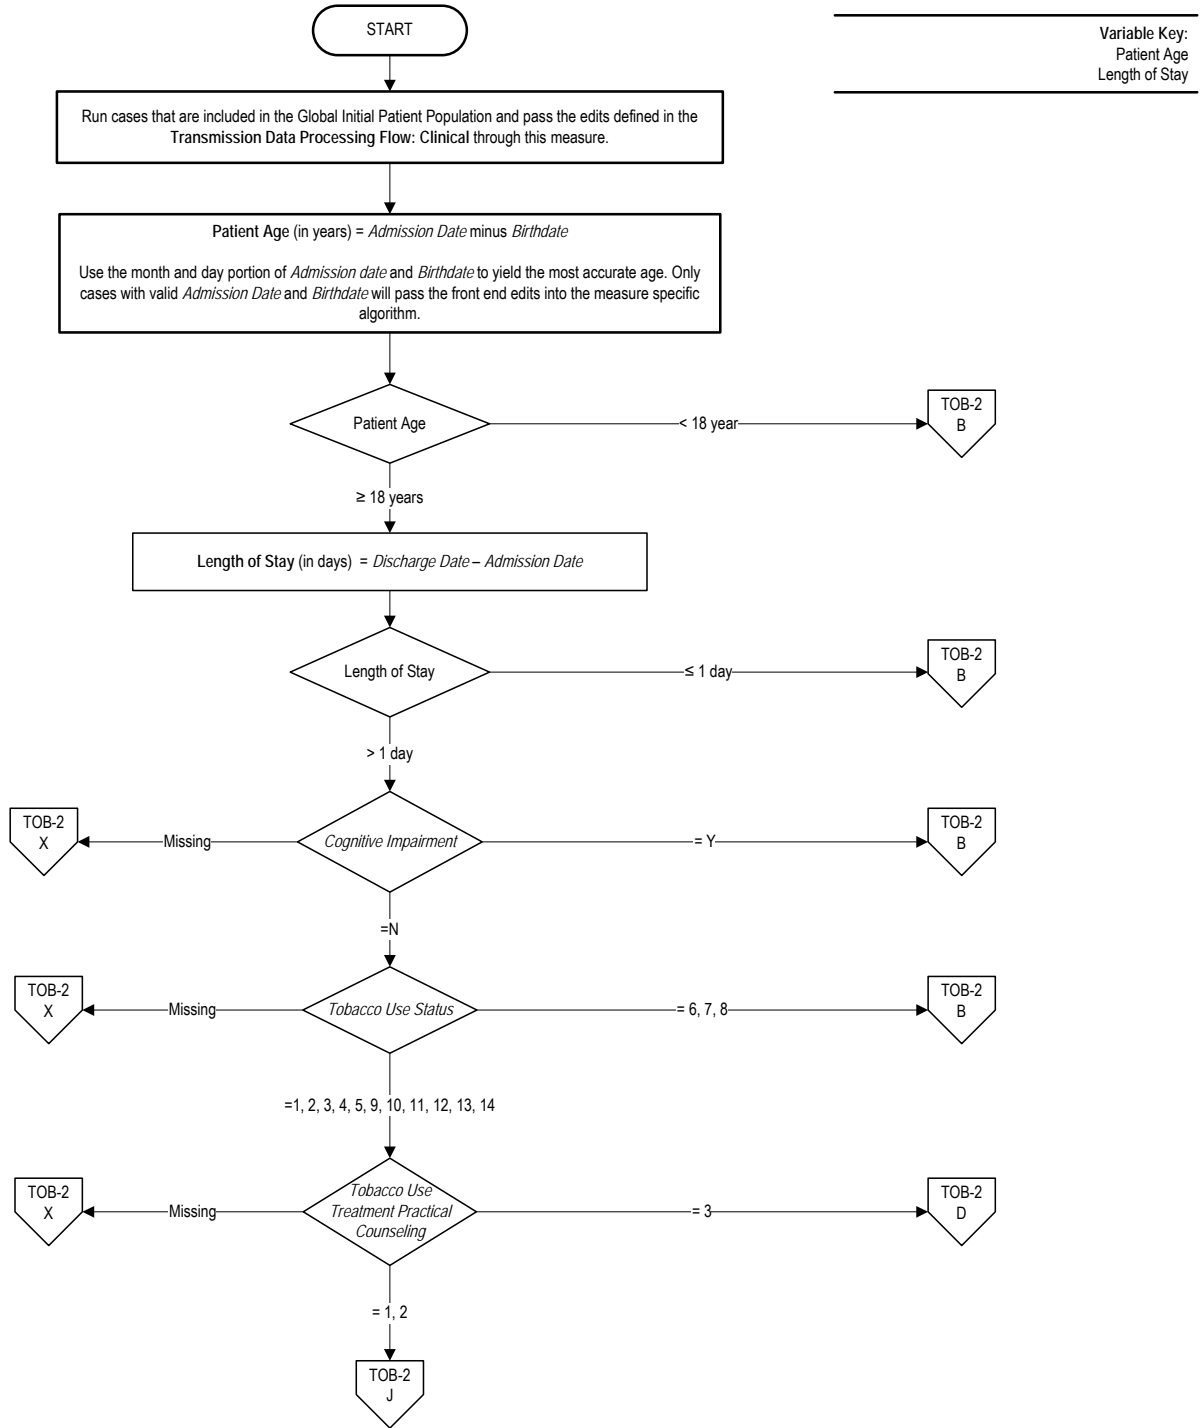 START
Variable Key:
Patient Age
Length of Stay
Run cases that are included in the Global Initial Patient Population and pass the edits defined in the
Transmission Data Processing Flow: Clinical through this measure.
Patient Age (in years) = Admission Date minus Birthdate
Use the month and day portion of Admission date and Birthdate to yield the most accurate age. Only
cases with valid Admission Date and Birthdate will pass the front end edits into the measure specific
algorithm.
Patient Age
< 18 year
TOB-2
B
≥ 18 years
Length of Stay (in days) = Discharge Date – Admission Date
Length of Stay
≤ 1 day
TOB-2
B
> 1 day
TOB-2
X
Missing
Cognitive Impairment
= Y
TOB-2
B
=N
TOB-2
X
Missing
Tobacco Use Status
= 6, 7, 8
TOB-2
B
=1, 2, 3, 4, 5, 9, 10, 11, 12, 13, 14
TOB-2
X
Missing
Tobacco Use
Treatment Practical
Counseling
= 3
TOB-2
D
= 1, 2
TOB-2
J